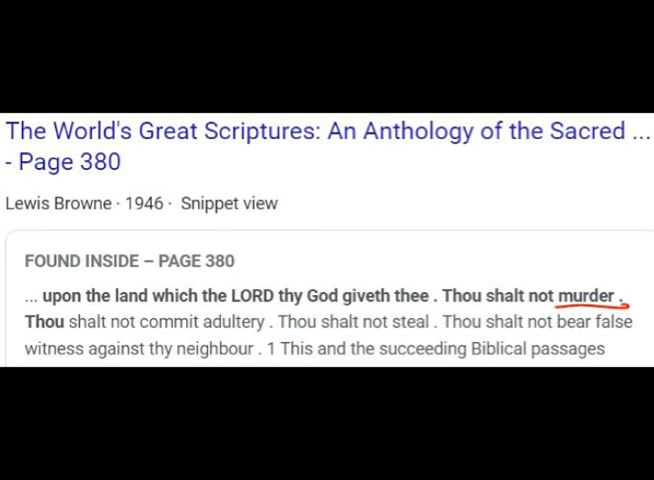 The World's Great Scriptures: An Anthology of the Sacred ...
- Page 380
Lewis Browne · 1946 · Snippet view
FOUND INSIDE – PAGE 380
... upon the land which the LORD thy God giveth thee . Thou shalt not murder .
Thou shalt not commit adultery . Thou shalt not steal . Thou shalt not bear false
witness against thy neighbour . 1 This and the succeeding Biblical passages